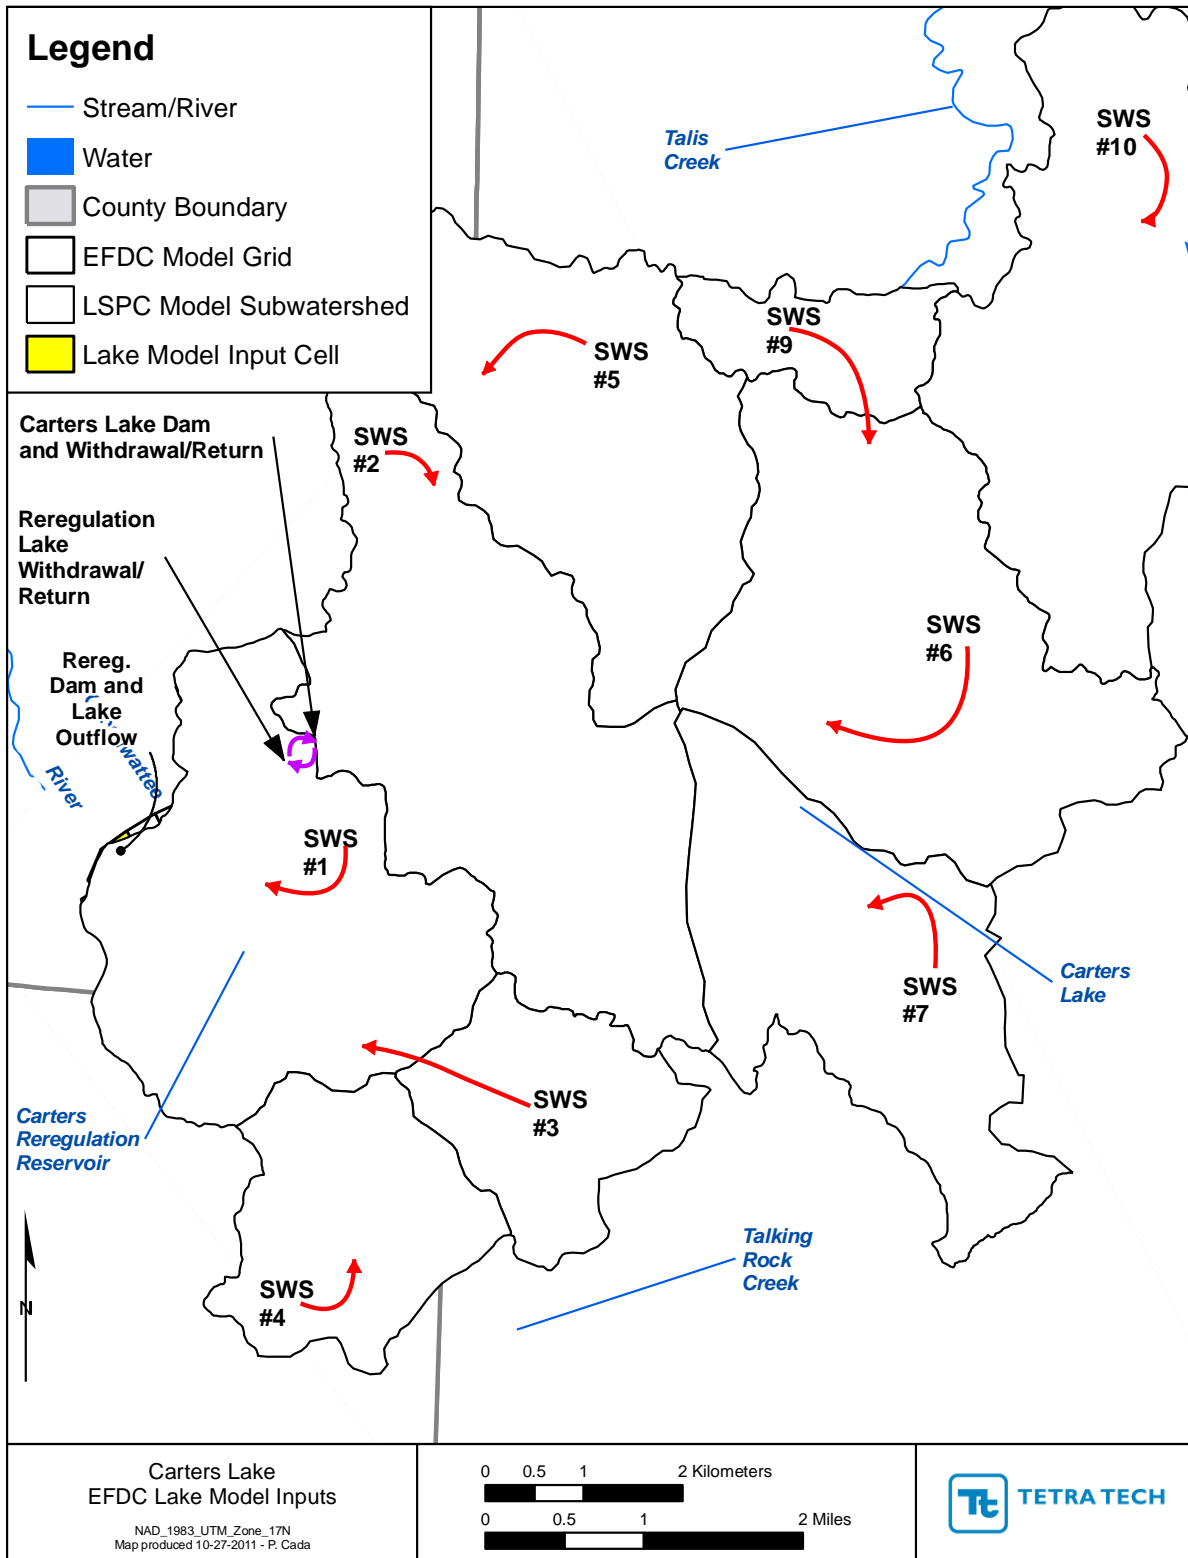 Legend
Stream/River
Water
County Boundary
EFDC Model Grid
LSPC Model Subwatershed
Lake Model Input Cell
Talis
Creek
SWS
#10
SWS
#9
SWS
#5
Carters Lake Dam
and Withdrawal/Return
SWS
#2
Reregulation
Lake
Withdrawal/
Return
SWS
#6
Rereg.
Dam and
Lake
Outflow
River
SWS
#1
SWS
#7
Carters
Lake
SWS
#3
Carters
Reregulation
Reservoir
Talking
Rock
Creek
SWS
#4
N
Carters Lake
EFDC Lake Model Inputs
NAD_1983_UTM_Zone_17N
Map produced 10-27-2011 - P. Cada
0 0.5 1 2 Kilometers
0 0.5 1 2 Miles
Tt TETRA TECH